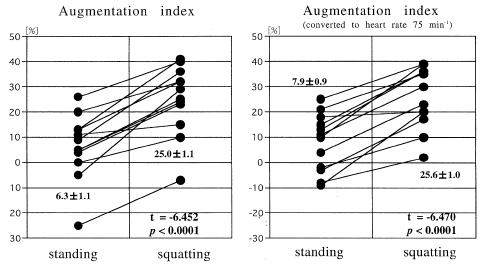 Augmentation index
[%]
50
40
30
20
10
0
10
20
30
6.3±1.1
25.0±1.1
t = -6.452
p < 0.0001
standing
squatting
Augmentation index
(converted to heart rate 75 min⁻¹)
[%]
50
40
30
20
10
0
-10
-20
-30
7.9±0.9
25.6±1.0
t = -6.470
p < 0.0001
standing
squatting